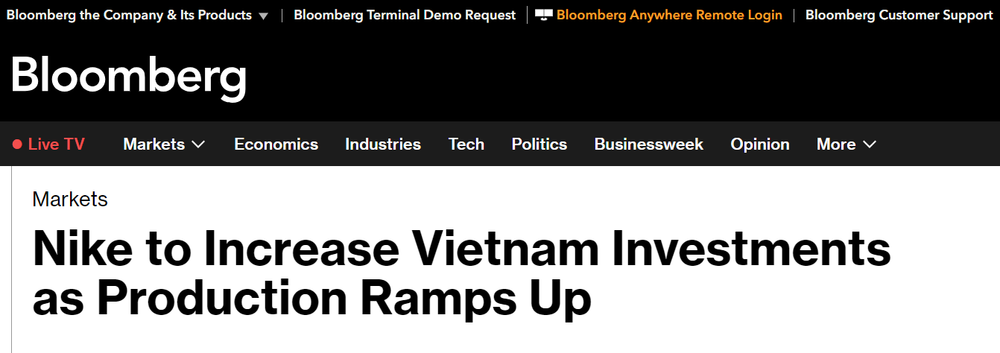 Bloomberg the Company & Its Products
Bloomberg Terminal Demo Request
Bloomberg Anywhere Remote Login
Bloomberg Customer Support
Bloomberg
Live TV
Markets
Economics
Industries
Tech
Politics
Businessweek
Opinion
More
Markets
Nike to Increase Vietnam Investments
as Production Ramps Up